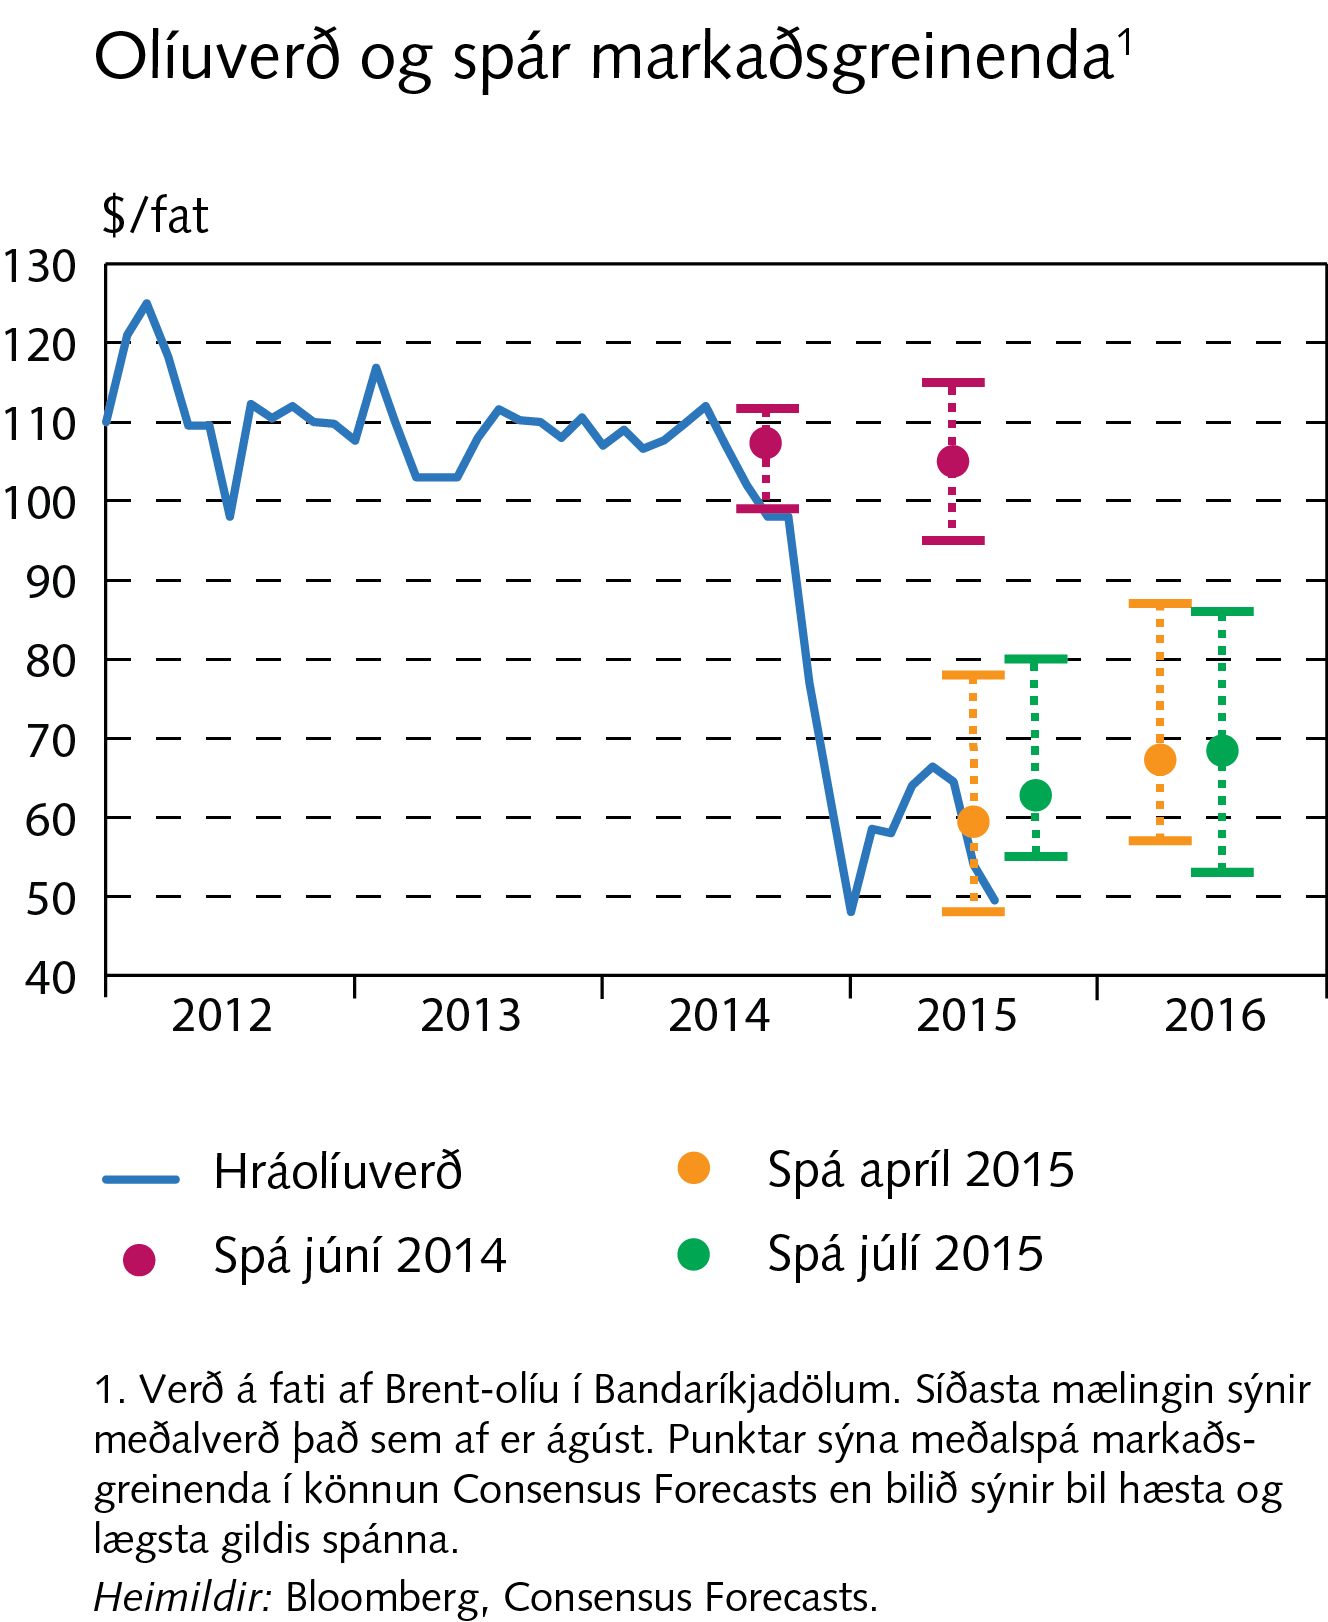 Olíuverð og spár markaðsgreinenda¹
$/fat
130
120
110
100
90
80
70
60
50
40
2012 2013 2014 2015 2016
Hráolíuverð
Spá apríl 2015
Spá júní 2014
Spá júlí 2015
1. Verð á fati af Brent-olíu í Bandaríkjadölum. Síðasta mælingin sýnir
meðalverð það sem af er ágúst. Punktar sýna meðalspá markaðs-
greinenda í könnun Consensus Forecasts en bilið sýnir bil hæsta og
lægsta gildis spánna.
Heimildir: Bloomberg, Consensus Forecasts.